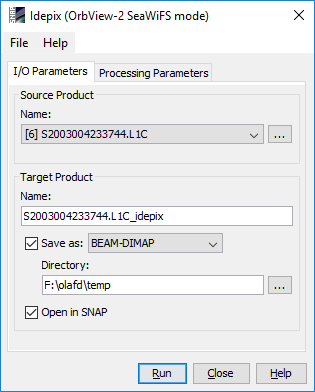 Idepix (OrbView-2 SeaWiFS mode)
File Help
I/O Parameters Processing Parameters
Source Product
Name:
[6] S2003004233744.L1C ...
Target Product
Name:
S2003004233744.L1C_idepix
Save as: BEAM-DIMAP
Directory:
F:\olafd\temp ...
Open in SNAP
Run Close Help